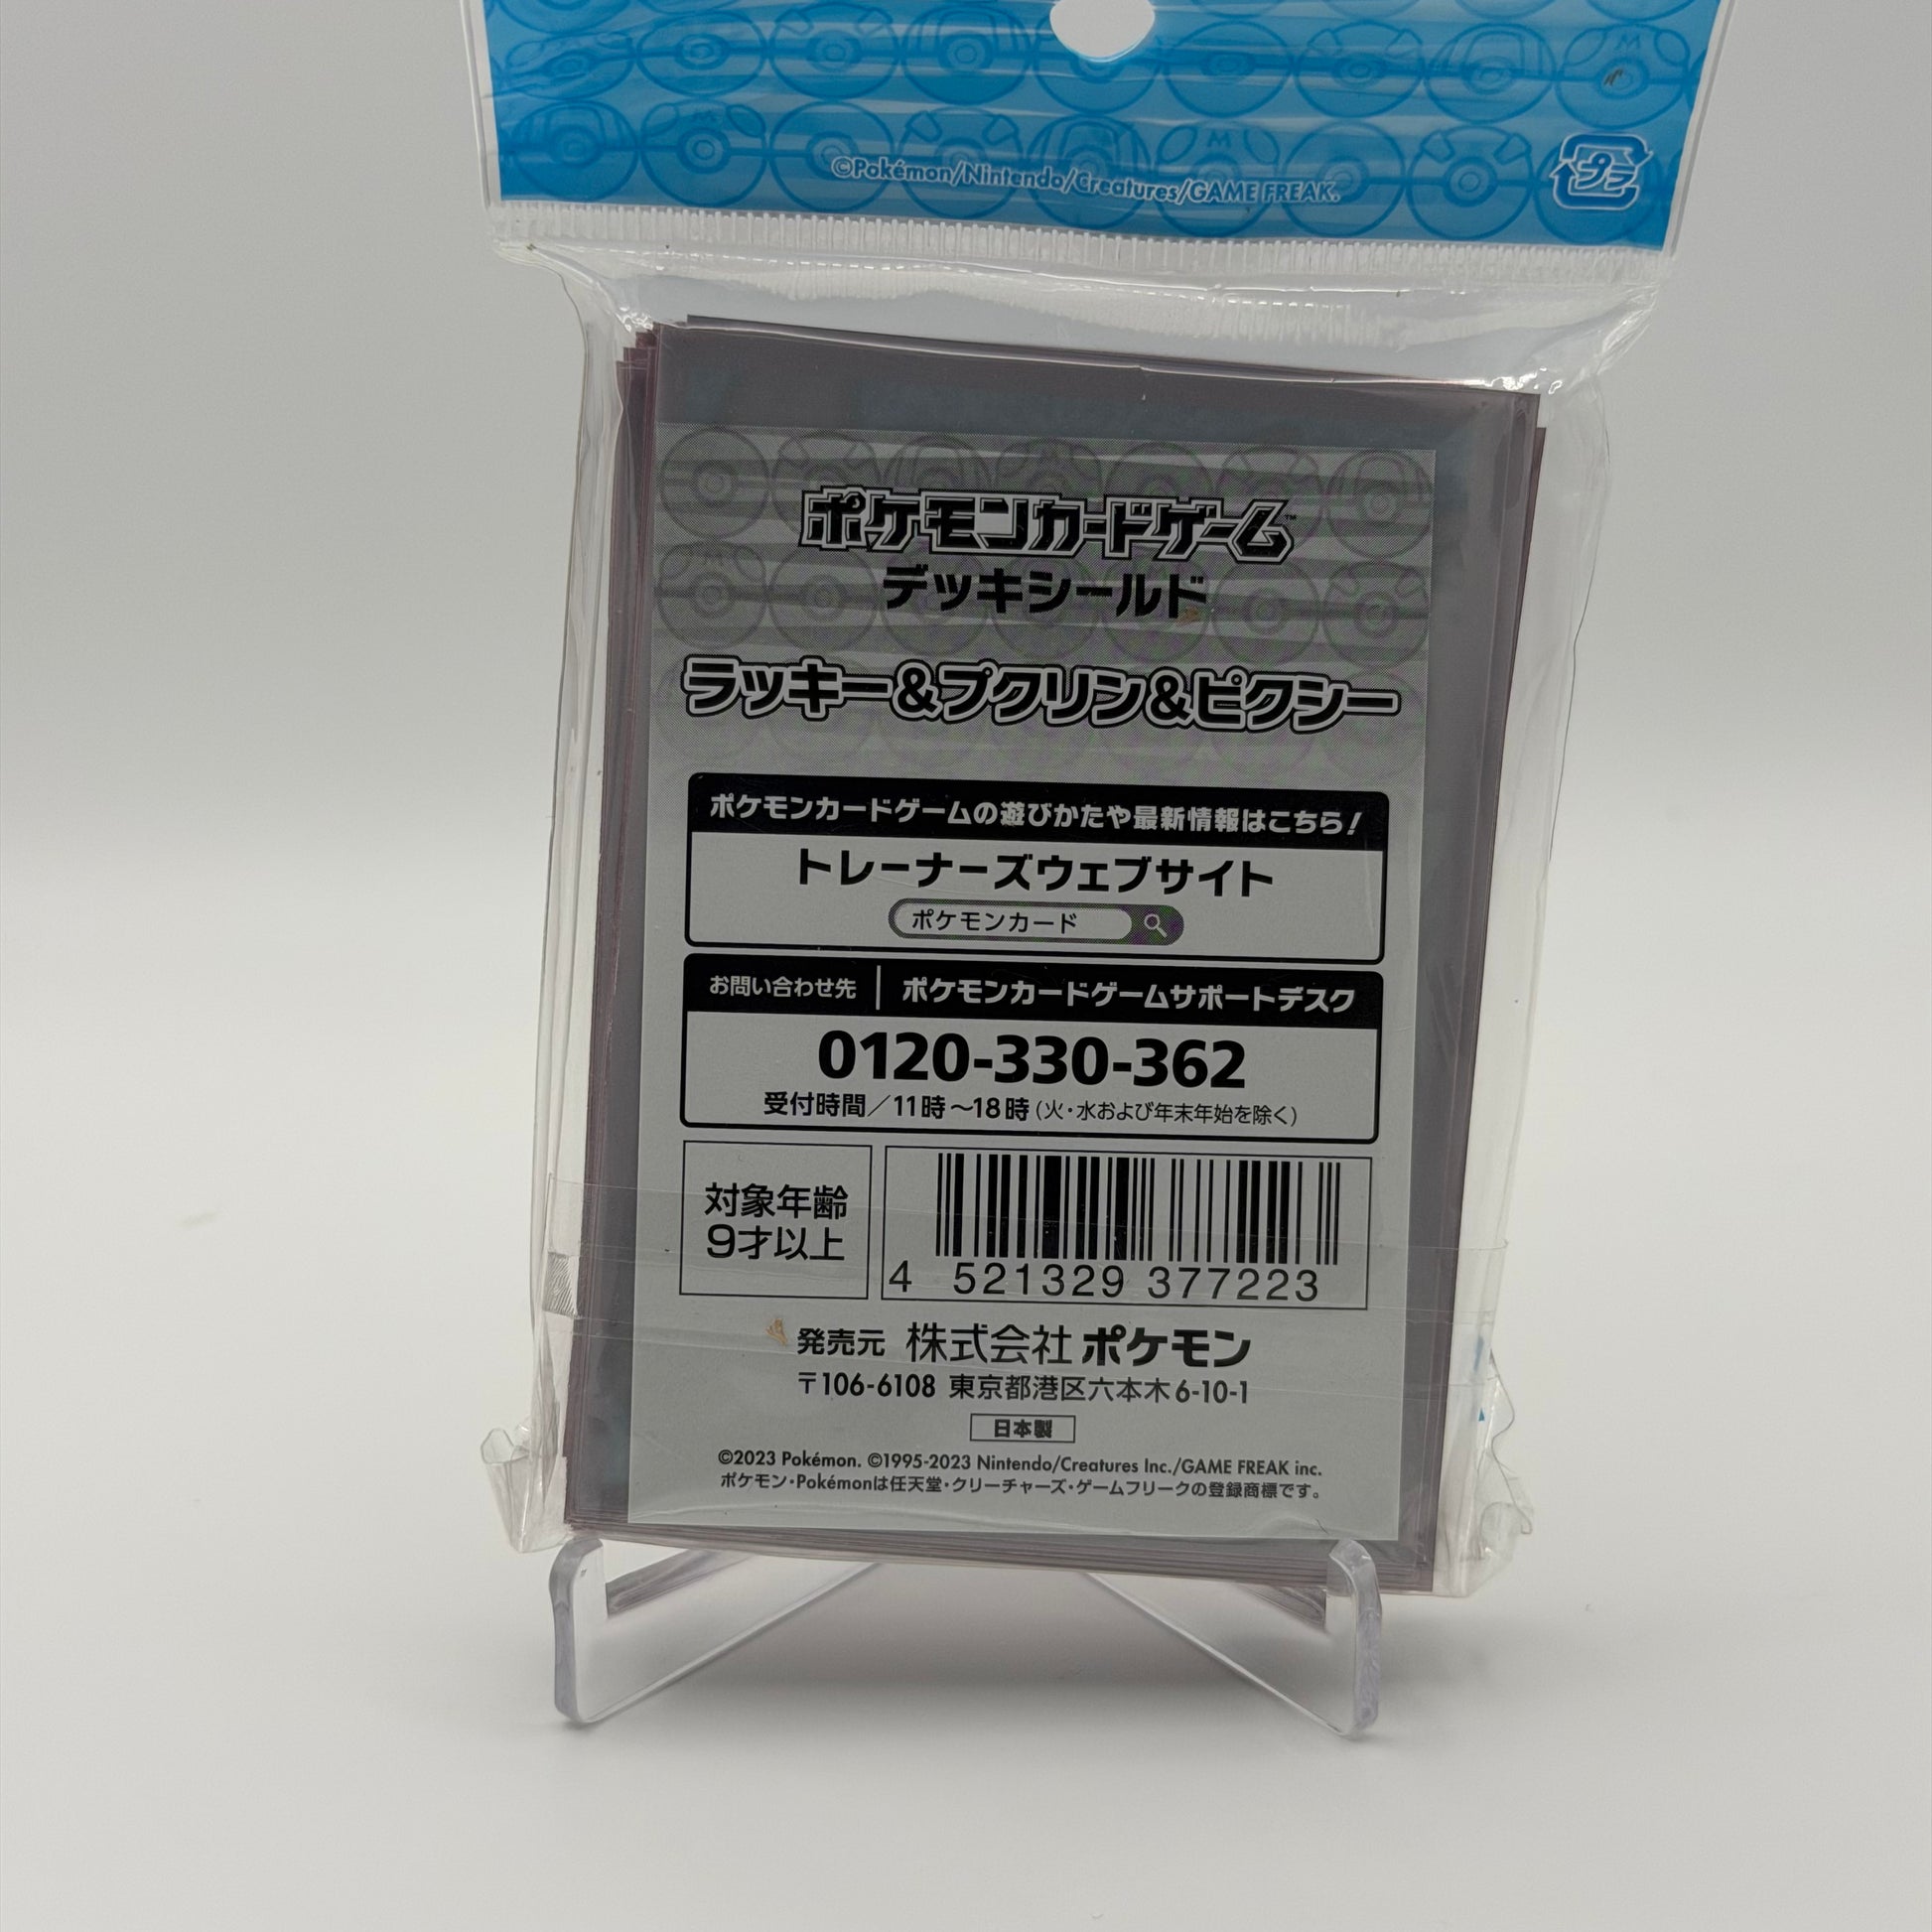 ©Pokémon/Nintendo/Creatures/GAME FREAK.
プラ
ポケモンカードゲーム™
デッキシールド
ラッキー&プクリン&ピクシー
ポケモンカードゲームの遊びかたや最新情報はこちら!
トレーナーズウェブサイト
ポケモンカード
お問い合わせ先 | ポケモンカードゲームサポートデスク
0120-330-362
受付時間/11時~18時(火・水および年末年始を除く)
対象年齢
9才以上
4 521329 377223
発売元 株式会社ポケモン
〒106-6108 東京都港区六本木6-10-1
日本製
©2023 Pokémon. ©1995-2023 Nintendo/Creatures Inc./GAME FREAK inc.
ポケモン・Pokémonは任天堂・クリーチャーズ・ゲームフリークの登録商標です。